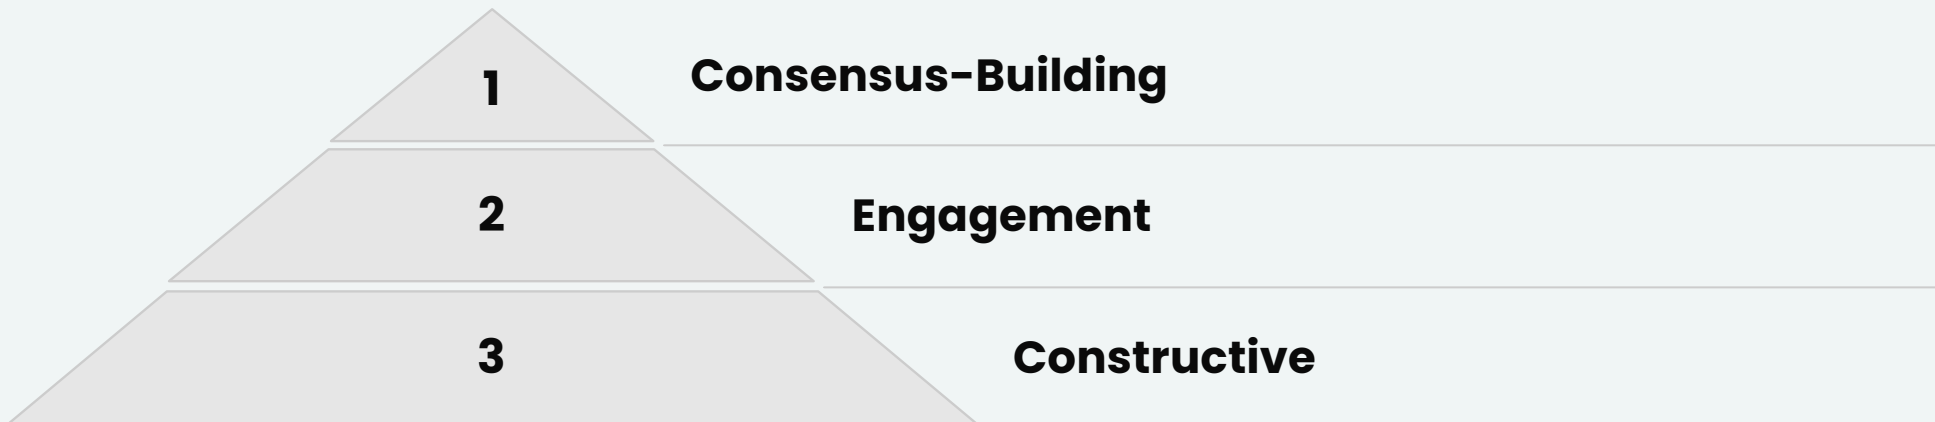 1
Consensus-Building
2
Engagement
3
Constructive